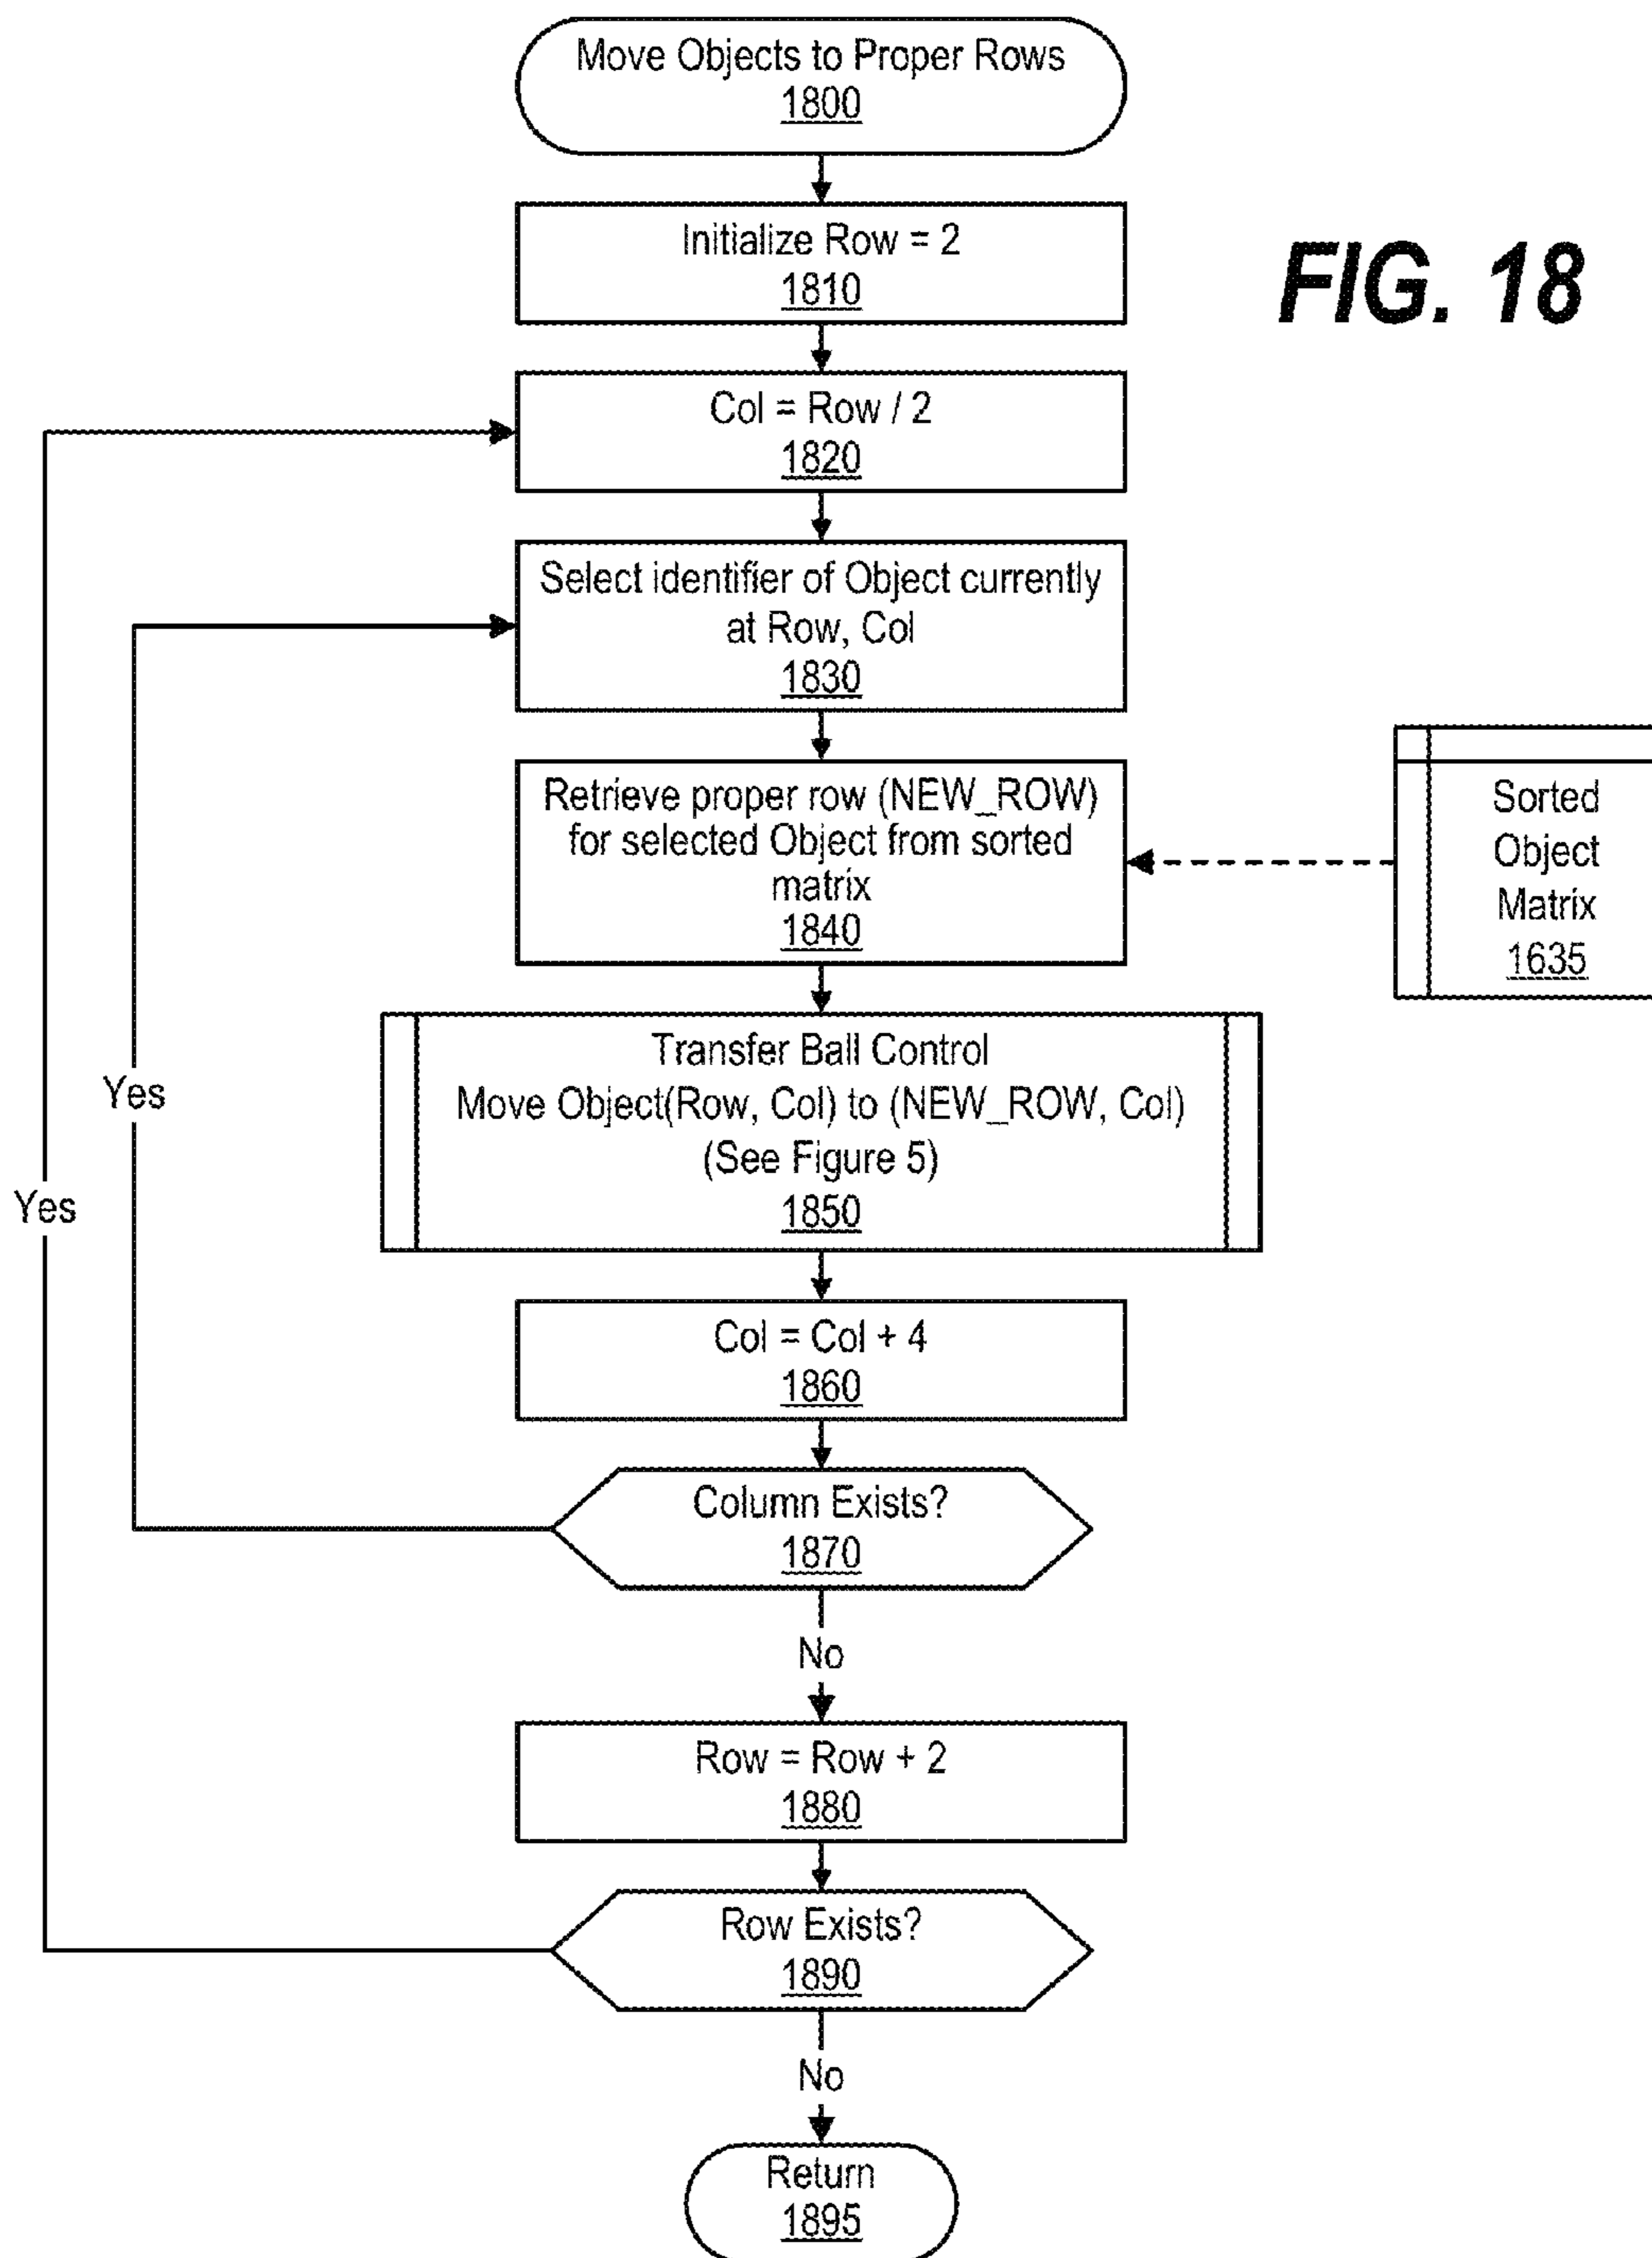 Move Objects to Proper Rows
1800
Initialize Row = 2
1810
FIG. 18
Col = Row / 2
1820
Select identifier of Object currently
at Row, Col
1830
Retrieve proper row (NEW_ROW)
for selected Object from sorted
matrix
1840
Sorted
Object
Matrix
1635
Transfer Ball Control
Move Object(Row, Col) to (NEW_ROW, Col)
(See Figure 5)
1850
Yes
Yes
Col = Col + 4
1860
Column Exists?
1870
No
Row = Row + 2
1880
Row Exists?
1890
No
Return
1895